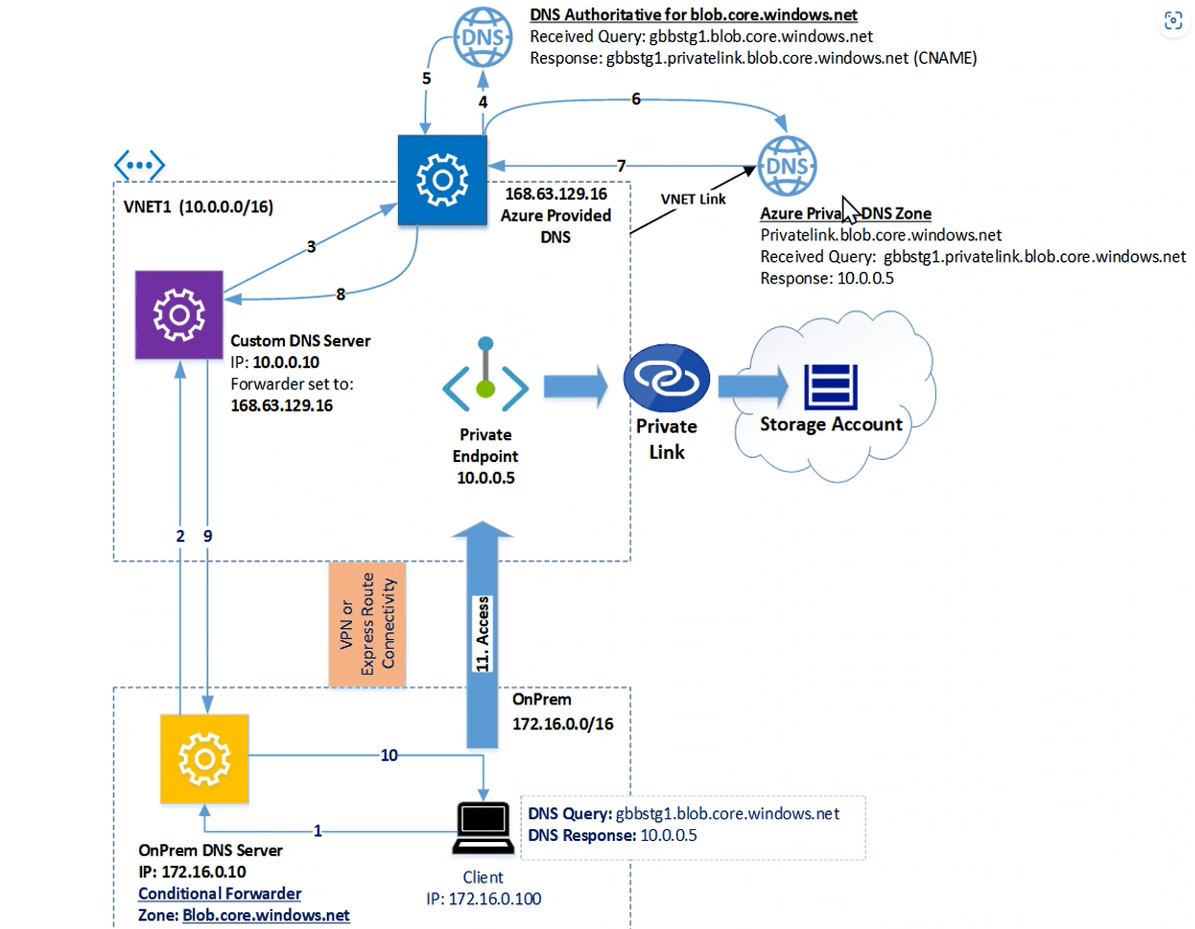 DNS Authoritative for blob.core.windows.net
Received Query: gbbstg1.blob.core.windows.net
Response: gbbstg1.privatelink.blob.core.windows.net (CNAME)
DNS
5
4
6
7
DNS
VNET Link
VNET1 (10.0.0.0/16)
168.63.129.16
Azure Provided
DNS
Azure Priva DNS Zone
Privatelink.blob.core.windows.net
Received Query: gbbstg1.privatelink.blob.core.windows.net
Response: 10.0.0.5
3
8
Custom DNS Server
IP: 10.0.0.10
Forwarder set to:
168.63.129.16
Private
Endpoint
10.0.0.5
Private
Link
Storage Account
2
9
VPN or
Express Route
Connectivity
11. Access
OnPrem
172.16.0.0/16
10
1
DNS Query: gbbstg1.blob.core.windows.net
DNS Response: 10.0.0.5
OnPrem DNS Server
IP: 172.16.0.10
Conditional Forwarder
Zone: Blob.core.windows.net
Client
IP: 172.16.0.100